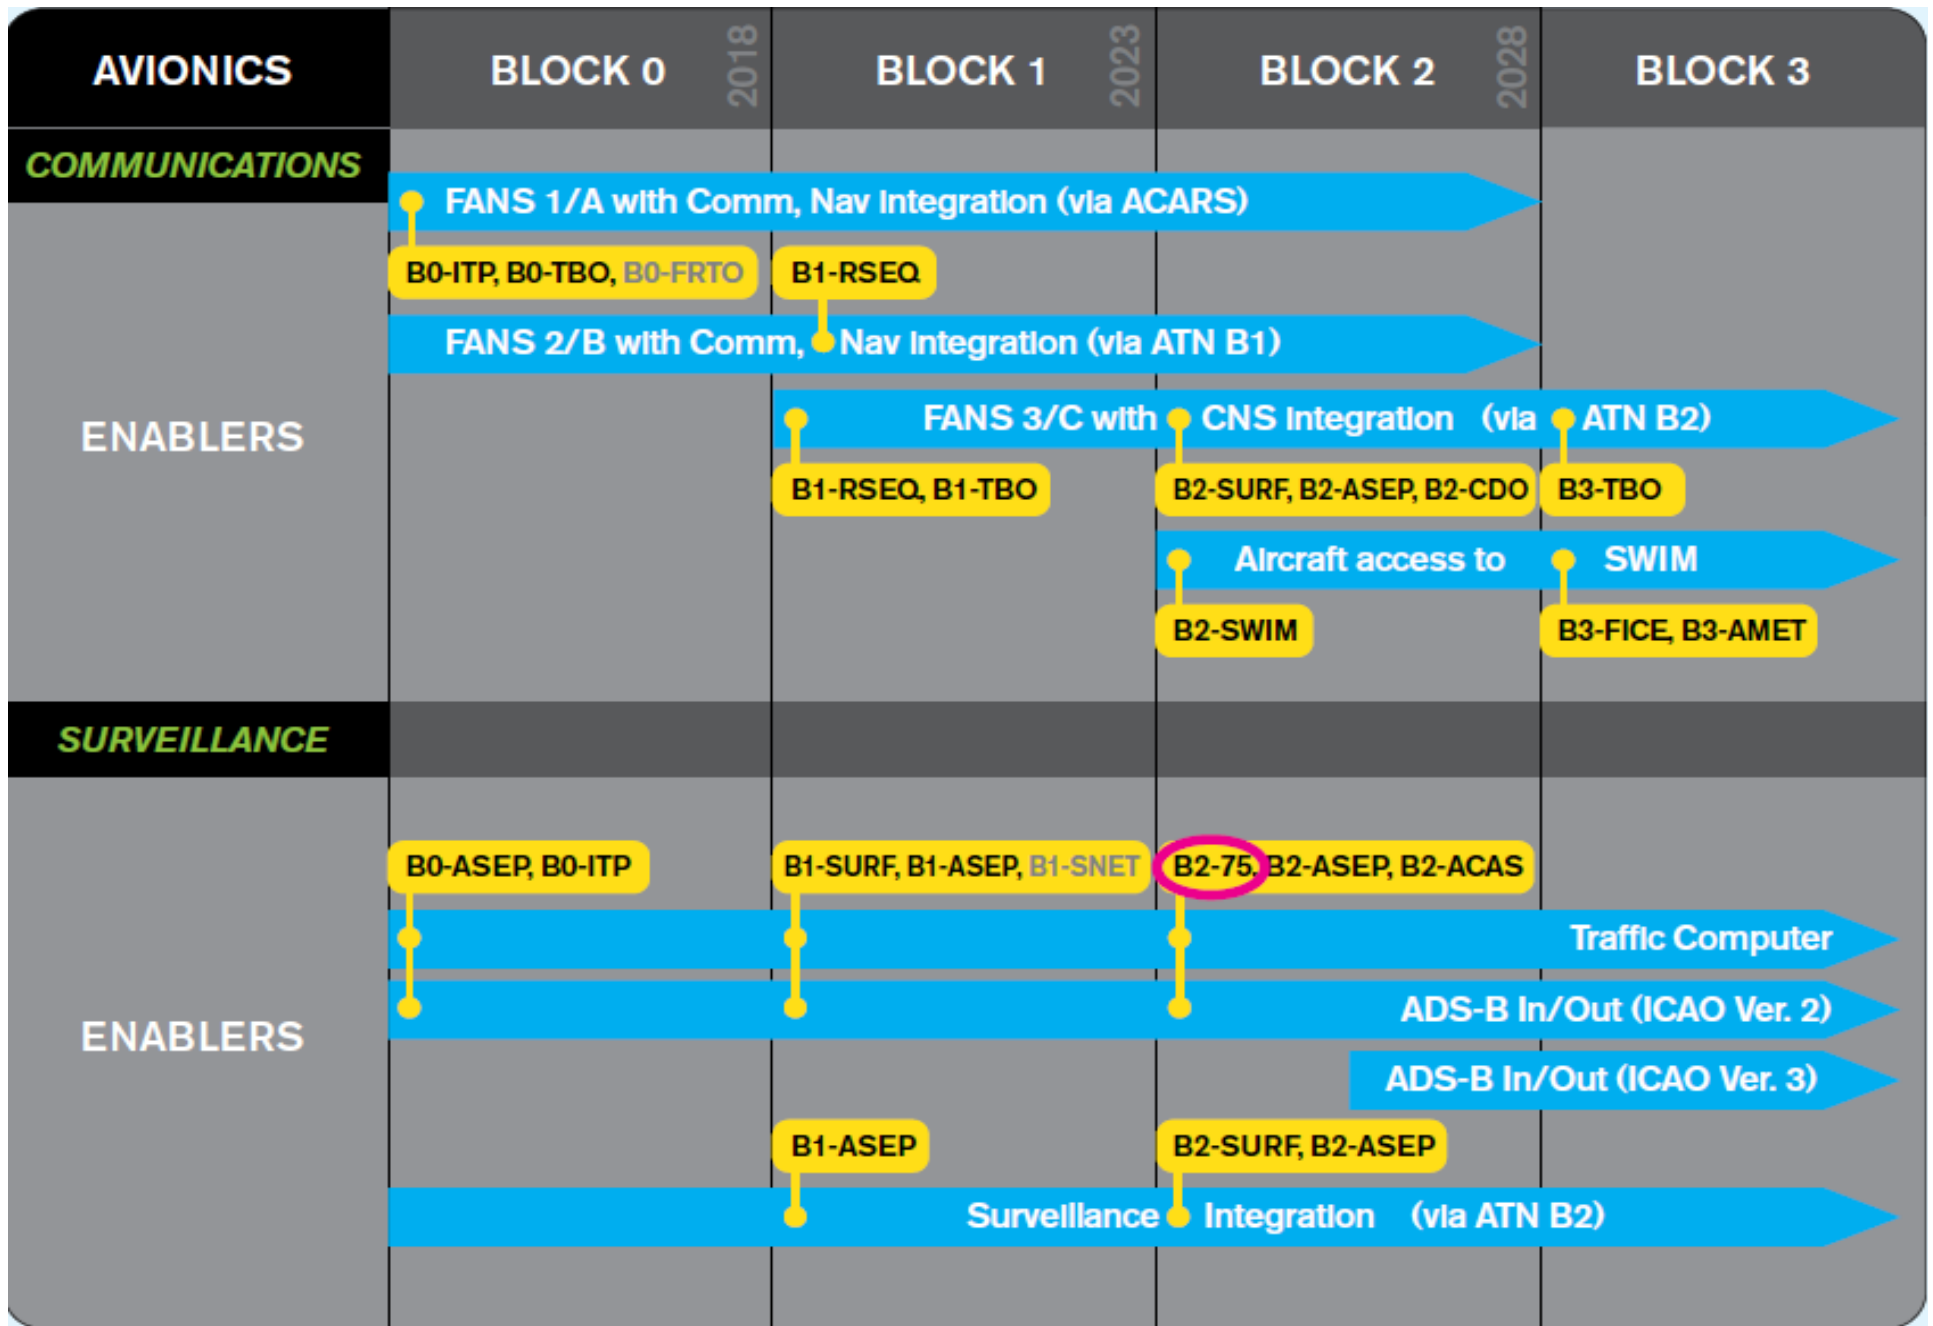 AVIONICS
BLOCK 0
2018
BLOCK 1
2023
BLOCK 2
2028
BLOCK 3
COMMUNICATIONS
FANS 1/A with Comm, Nav Integration (via ACARS)
B0-ITP, B0-TBO, B0-FRTO
B1-RSEQ
FANS 2/B with Comm, Nav Integration (via ATN B1)
ENABLERS
FANS 3/C with CNS Integration (via ATN B2)
B1-RSEQ, B1-TBO
B2-SURF, B2-ASEP, B2-CDO
B3-TBO
Aircraft access to SWIM
B2-SWIM
B3-FICE, B3-AMET
SURVEILLANCE
B0-ASEP, B0-ITP
B1-SURF, B1-ASEP, B1-SNET
B2-75, B2-ASEP, B2-ACAS
Traffic Computer
ADS-B In/Out (ICAO Ver. 2)
ENABLERS
ADS-B In/Out (ICAO Ver. 3)
B1-ASEP
B2-SURF, B2-ASEP
Surveillance Integration (via ATN B2)